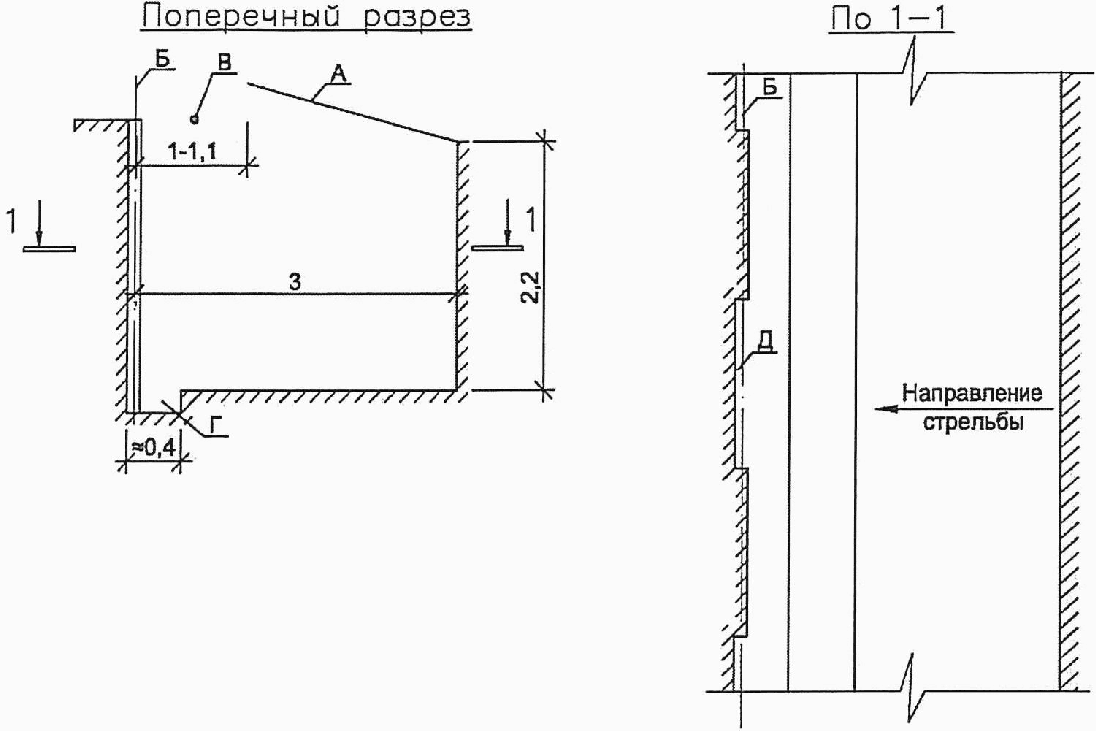 Поперечный разрез
Б
В
А
1-1,1
1
1
3
2,2
Г
≈0,4
По 1-1
Б
Д
Направление
стрельбы